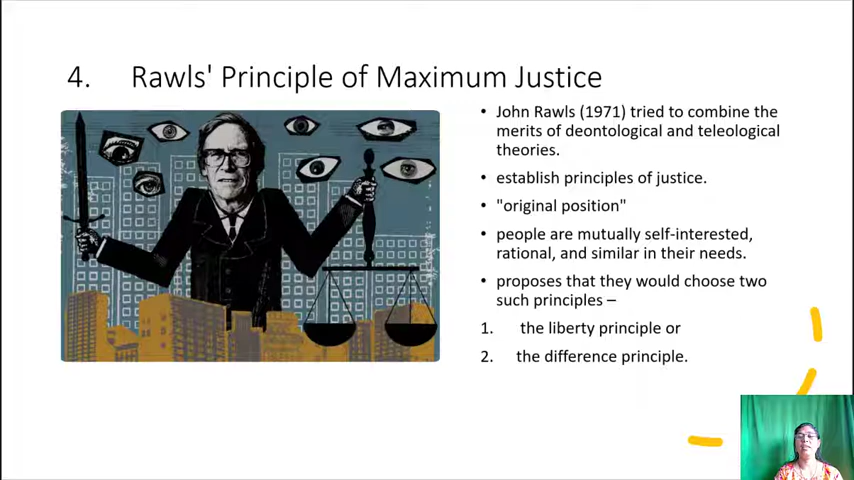 4. Rawls' Principle of Maximum Justice
• John Rawls (1971) tried to combine the
merits of deontological and teleological
theories.
• establish principles of justice.
• "original position"
• people are mutually self-interested,
rational, and similar in their needs.
• proposes that they would choose two
such principles –
1. the liberty principle or
2. the difference principle.